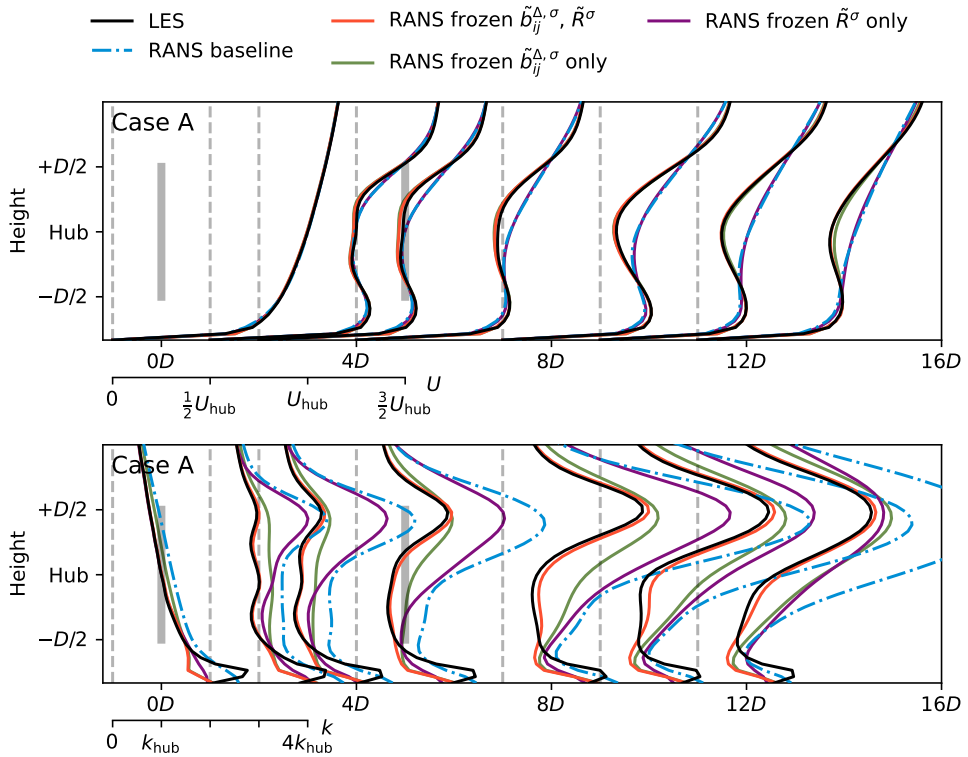 LES
RANS baseline
RANS frozen b̃ᵢⱼ^{Δ,σ}, R̃^σ
RANS frozen b̃ᵢⱼ^{Δ,σ} only
RANS frozen R̃^σ only
Case A
Height
+D/2
Hub
−D/2
0D 4D 8D 12D 16D
0 ½U_hub U_hub 3/2 U_hub U
Case A
Height
+D/2
Hub
−D/2
0D 4D 8D 12D 16D
0 k_hub 4k_hub k